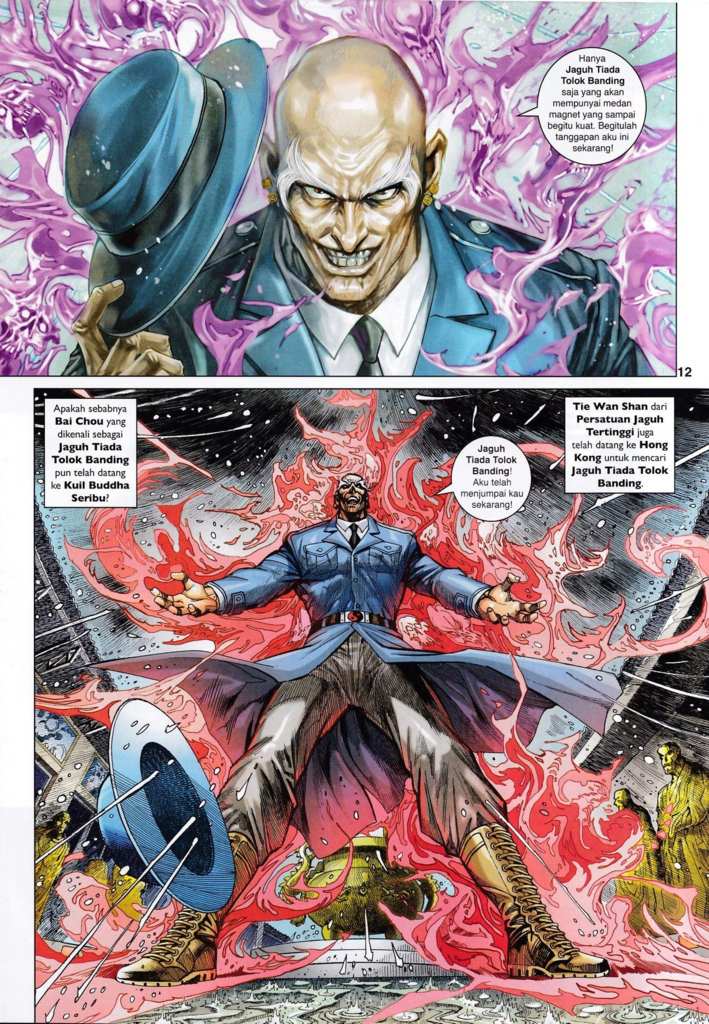 Hanya
Jaguh Tiada
Tolok Banding
saja yang akan
mempunyai medan
magnet yang sampai
begitu kuat. Begitulah
tanggapan aku ini
sekarang!
12
Apakah sebabnya
Bai Chou yang
dikenali sebagai
Jaguh Tiada
Tolok Banding
pun telah datang
ke Kuil Buddha
Seribu?
Jaguh
Tiada Tolok
Banding!
Aku telah
menjumpai kau
sekarang!
Tie Wan Shan dari
Persatuan Jaguh
Tertinggi juga
telah datang ke Hong
Kong untuk mencari
Jaguh Tiada Tolok
Banding.